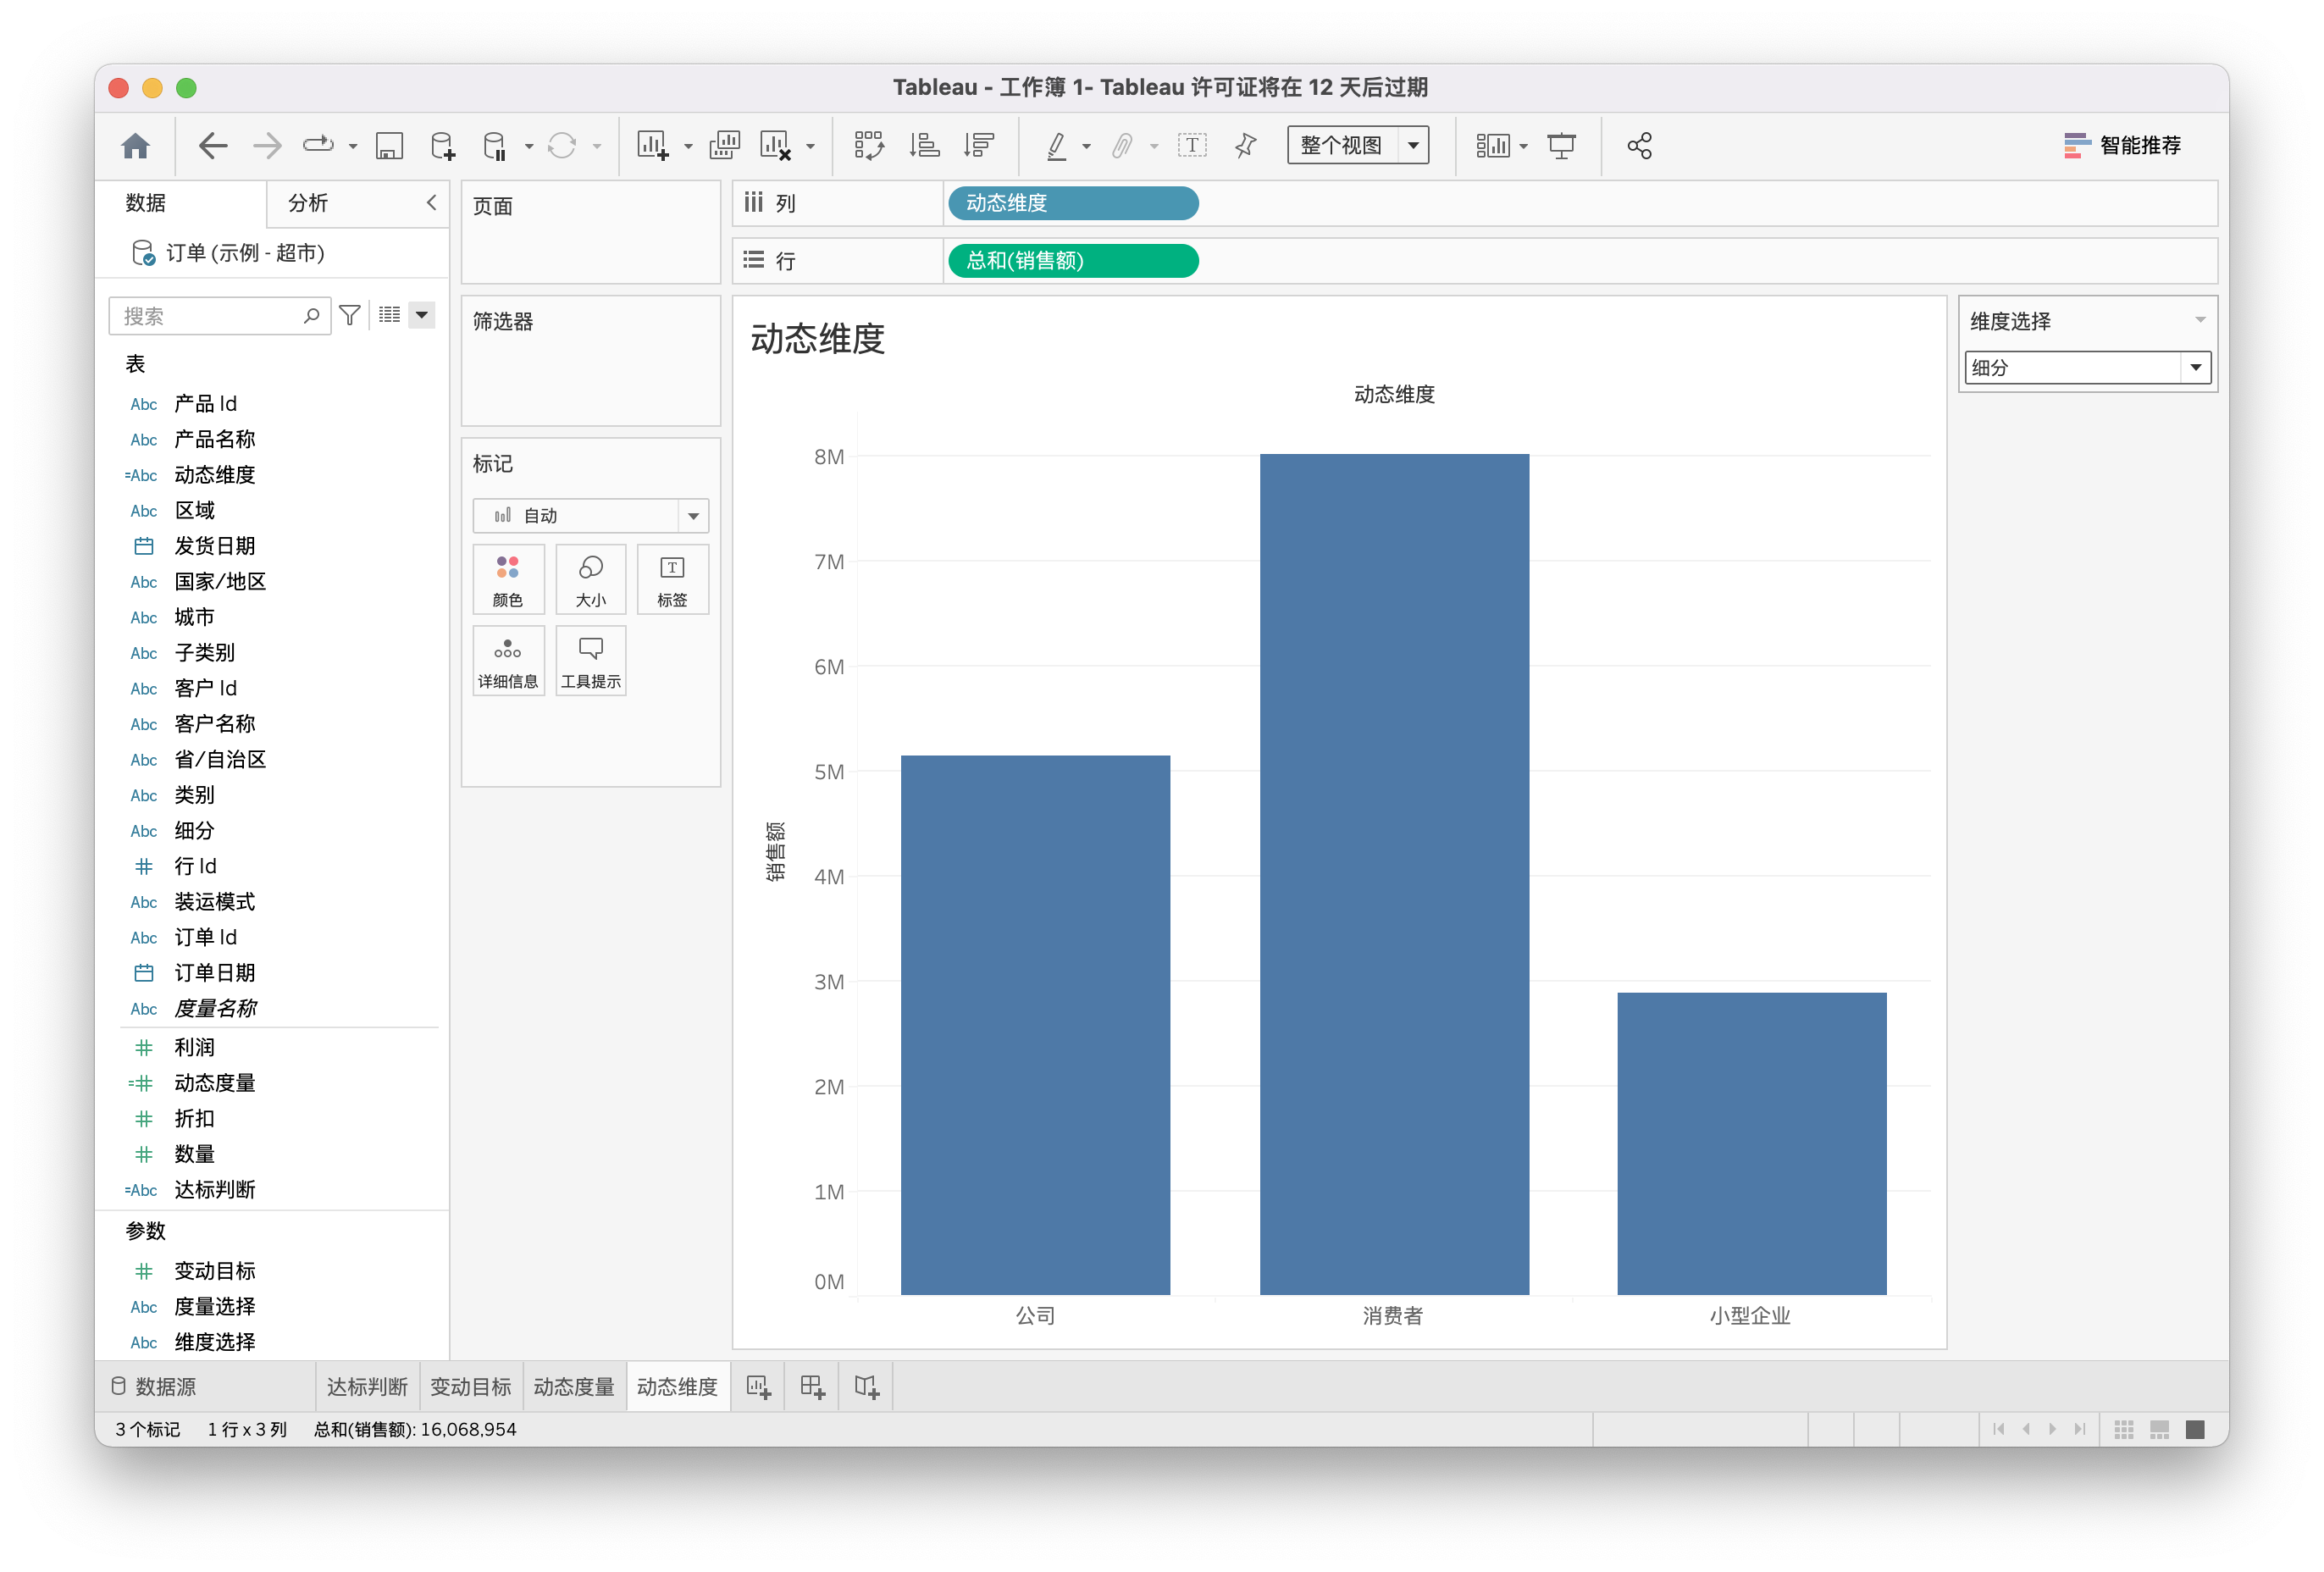 Tableau - 工作簿 1- Tableau 许可证将在 12 天后过期
整个视图
智能推荐
数据
分析
订单 (示例 - 超市)
搜索
表
Abc 产品 Id
Abc 产品名称
=Abc 动态维度
Abc 区域
发货日期
Abc 国家/地区
Abc 城市
Abc 子类别
Abc 客户 Id
Abc 客户名称
Abc 省/自治区
Abc 类别
Abc 细分
# 行 Id
Abc 装运模式
Abc 订单 Id
订单日期
Abc 度量名称
# 利润
=# 动态度量
# 折扣
# 数量
=Abc 达标判断
参数
# 变动目标
Abc 度量选择
Abc 维度选择
页面
筛选器
标记
自动
颜色
大小
T
标签
详细信息
工具提示
列
动态维度
行
总和(销售额)
动态维度
动态维度
销售额
8M
7M
6M
5M
4M
3M
2M
1M
0M
公司
消费者
小型企业
维度选择
细分
数据源
达标判断
变动目标
动态度量
动态维度
3 个标记
1 行 x 3 列
总和(销售额): 16,068,954